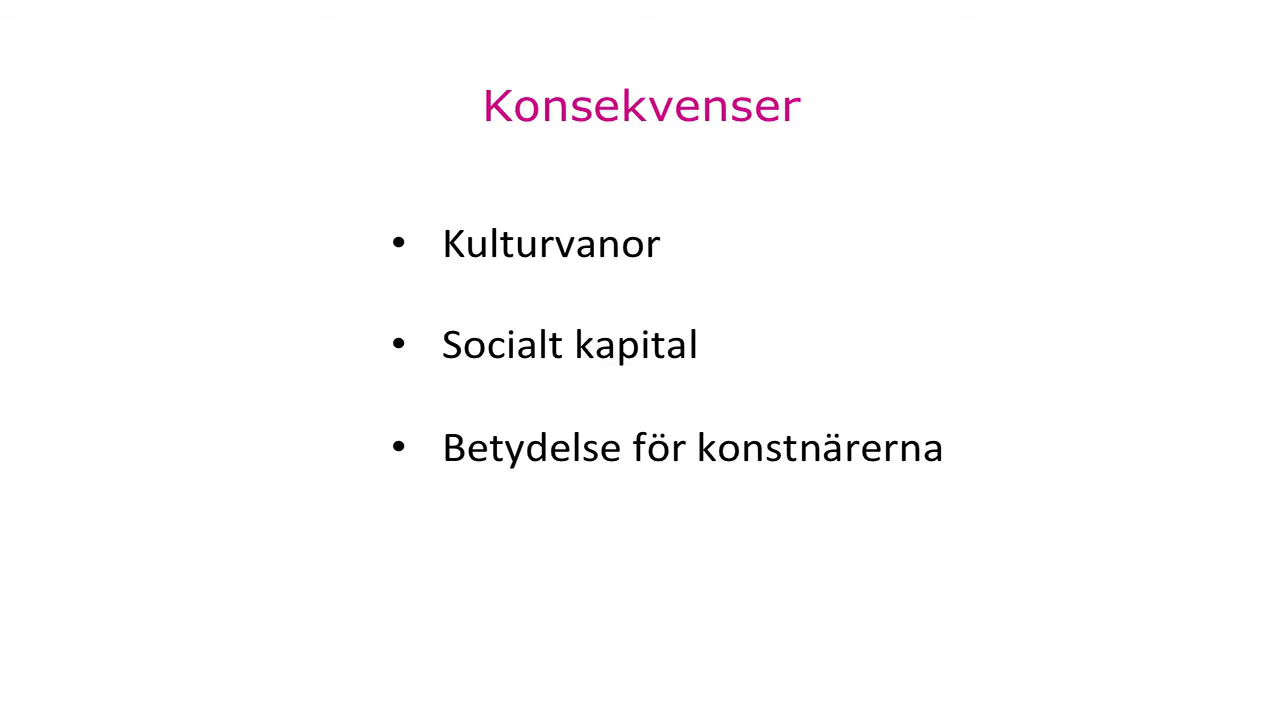 Konsekvenser
• Kulturvanor
• Socialt kapital
• Betydelse för konstnärerna